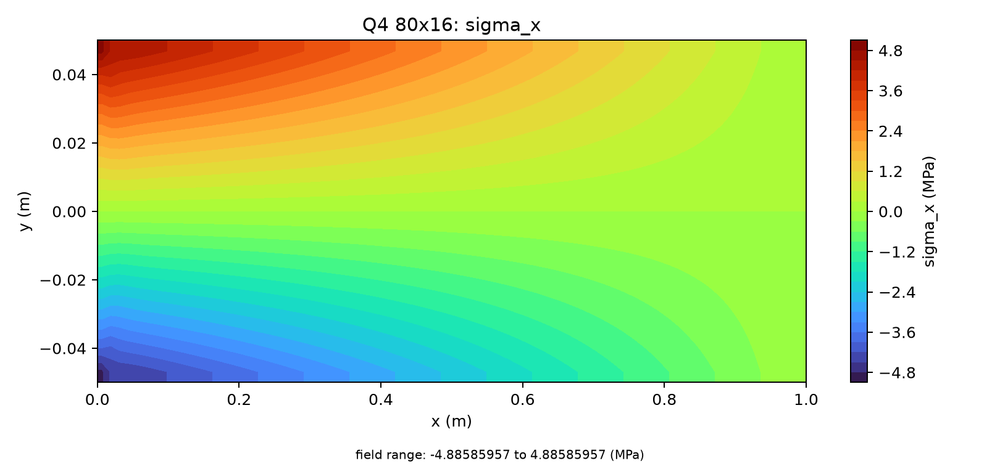 Q4 80x16: sigma_x
0.04
0.02
0.00
−0.02
−0.04
y (m)
0.0 0.2 0.4 0.6 0.8 1.0
x (m)
4.8
3.6
2.4
1.2
0.0
−1.2
−2.4
−3.6
−4.8
sigma_x (MPa)
field range: -4.88585957 to 4.88585957 (MPa)